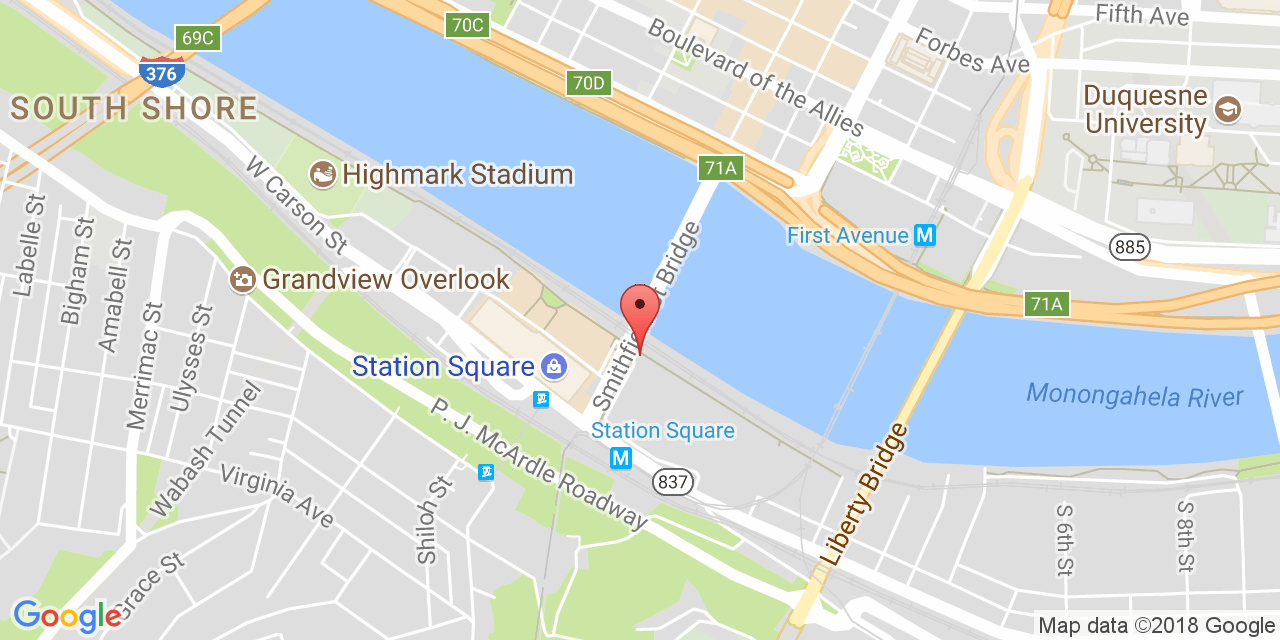 Fifth Ave
70C
69C
Boulevard of the Allies
Forbes Ave
376
70D
Duquesne
University
SOUTH SHORE
71A
Highmark Stadium
W Carson St
Labelle St
Bigham St
Amabell St
First Avenue
M
885
Grandview Overlook
71A
Merrimac St
Ulysses St
Station Square
Monongahela River
Wabash Tunnel
P. J. McArdle Roadway
Station Square
M
Liberty Bridge
Virginia Ave
Shiloh St
837
S 6th St
S 8th St
Grace St
Google
Map data ©2018 Google